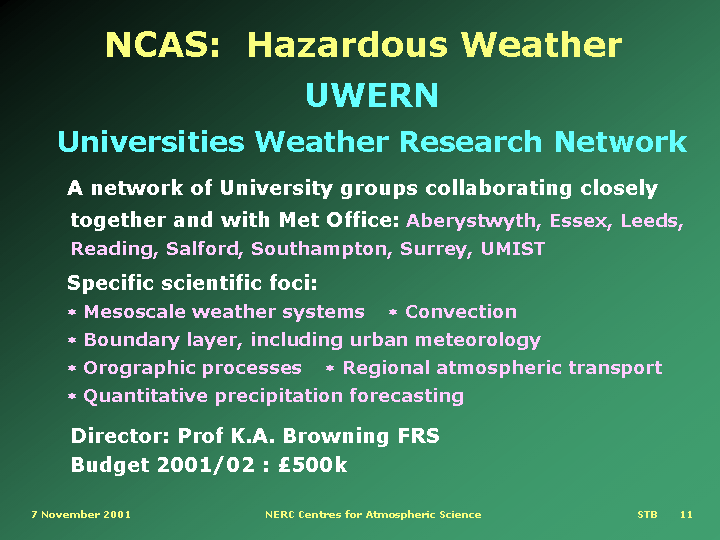 NCAS: Hazardous Weather
UWERN
Universities Weather Research Network
A network of University groups collaborating closely
together and with Met Office: Aberystwyth, Essex, Leeds,
Reading, Salford, Southampton, Surrey, UMIST
Specific scientific foci:
* Mesoscale weather systems * Convection
* Boundary layer, including urban meteorology
* Orographic processes * Regional atmospheric transport
* Quantitative precipitation forecasting
Director: Prof K.A. Browning FRS
Budget 2001/02 : £500k
7 November 2001 NERC Centres for Atmospheric Science STB 11